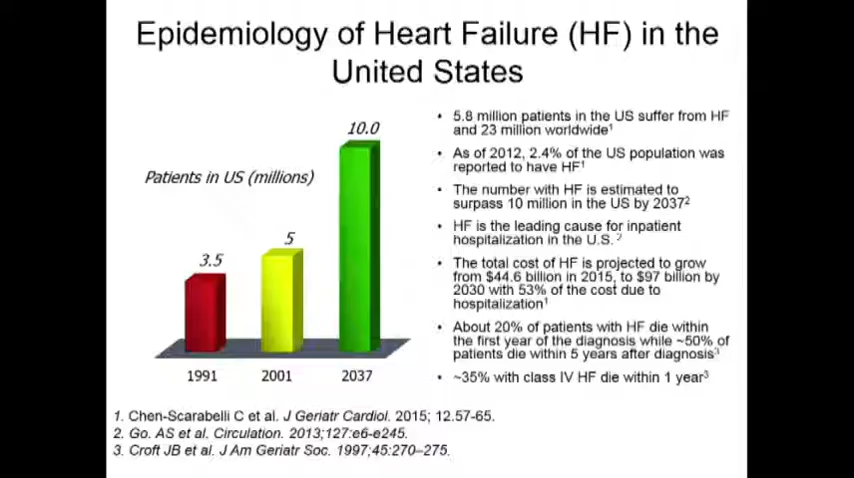 Epidemiology of Heart Failure (HF) in the
United States
Patients in US (millions)
3.5
5
10.0
1991
2001
2037
• 5.8 million patients in the US suffer from HF
and 23 million worldwide¹
• As of 2012, 2.4% of the US population was
reported to have HF¹
• The number with HF is estimated to
surpass 10 million in the US by 2037²
• HF is the leading cause for inpatient
hospitalization in the U.S. ²
• The total cost of HF is projected to grow
from $44.6 billion in 2015, to $97 billion by
2030 with 53% of the cost due to
hospitalization¹
• About 20% of patients with HF die within
the first year of the diagnosis while ~50% of
patients die within 5 years after diagnosis³
• ~35% with class IV HF die within 1 year³
1. Chen-Scarabelli C et al. J Geriatr Cardiol. 2015; 12.57-65.
2. Go. AS et al. Circulation. 2013;127:e6-e245.
3. Croft JB et al. J Am Geriatr Soc. 1997;45:270–275.